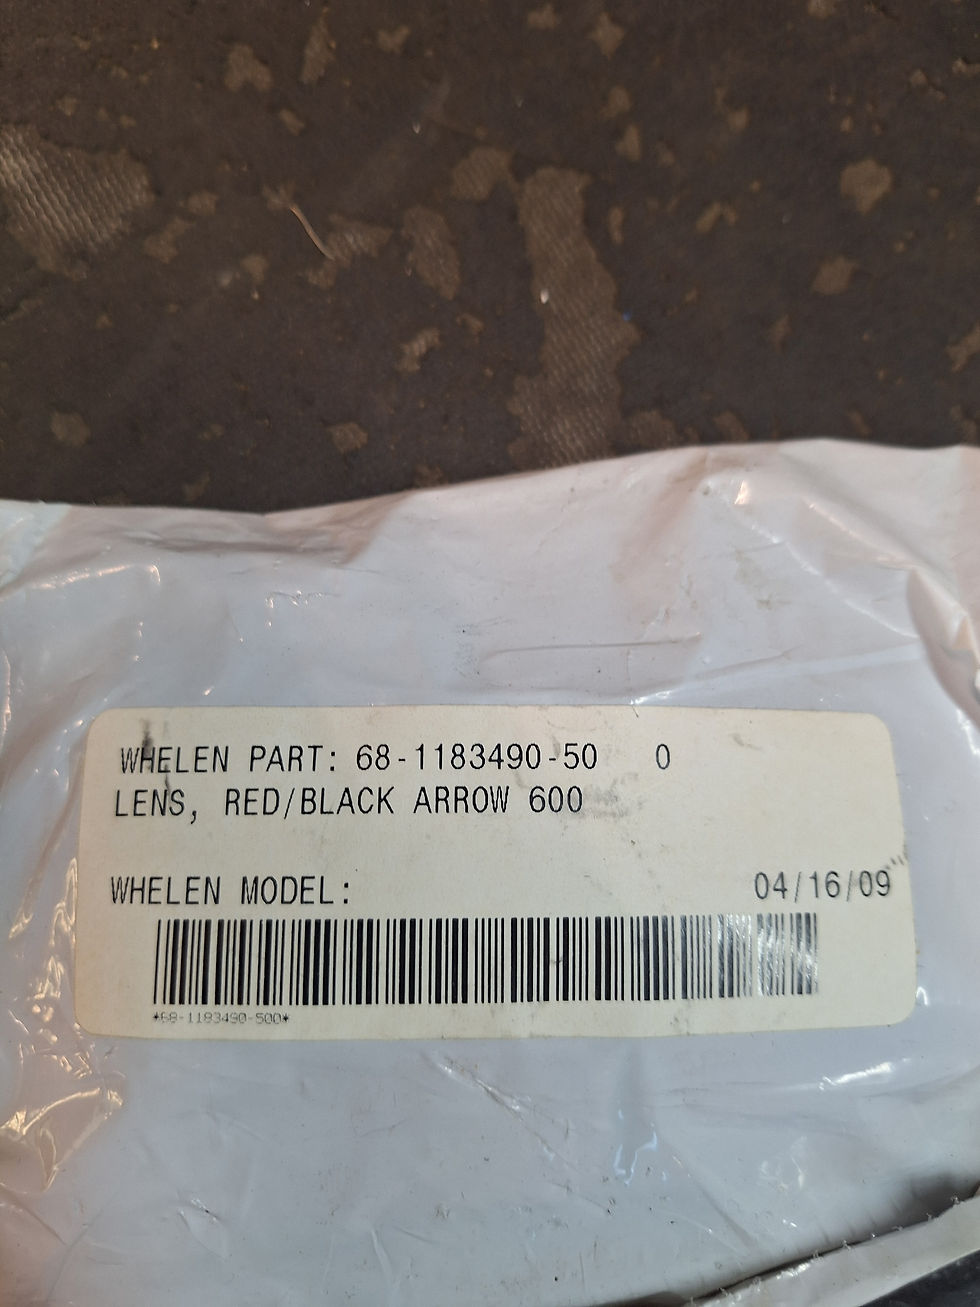 WHELEN PART: 68-1183490-50 0
LENS, RED/BLACK ARROW 600
WHELEN MODEL: 04/16/09
*68-1183490-500*